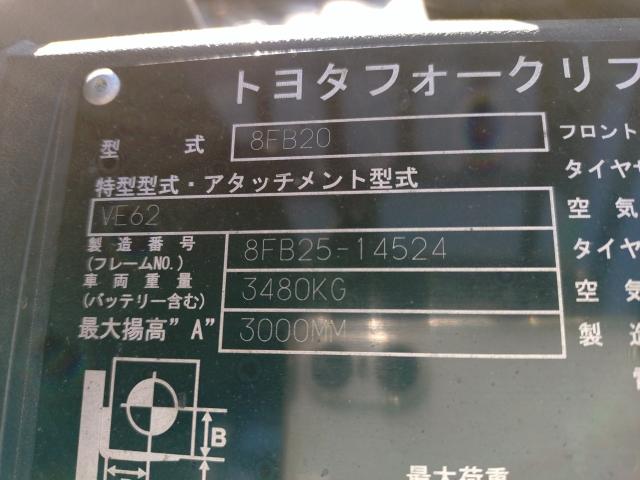 トヨタフォークリフ
型 式 8FB20
フロント
タイヤサ
特型型式・アタッチメント型式
VE62
空気
製造番号 (フレームNO.) 8FB25-14524
タイヤ
車両重量 (バッテリー含む) 3480KG
空気
最大揚高"A" 3000MM
製造
B
最大荷重